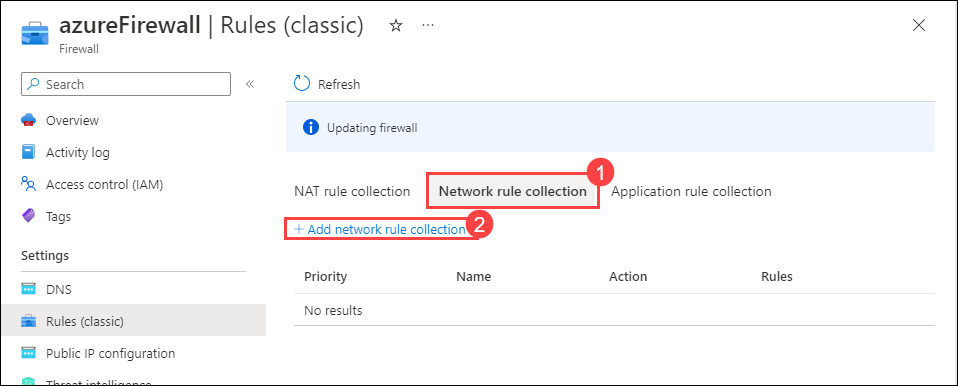 azureFirewall | Rules (classic) ☆ ···
Firewall
Search
«
Refresh
Overview
Updating firewall
Activity log
Access control (IAM)
1
NAT rule collection Network rule collection Application rule collection
Tags
2
+ Add network rule collection
Settings
Priority Name Action Rules
DNS
No results
Rules (classic)
Public IP configuration
Threat intelligence